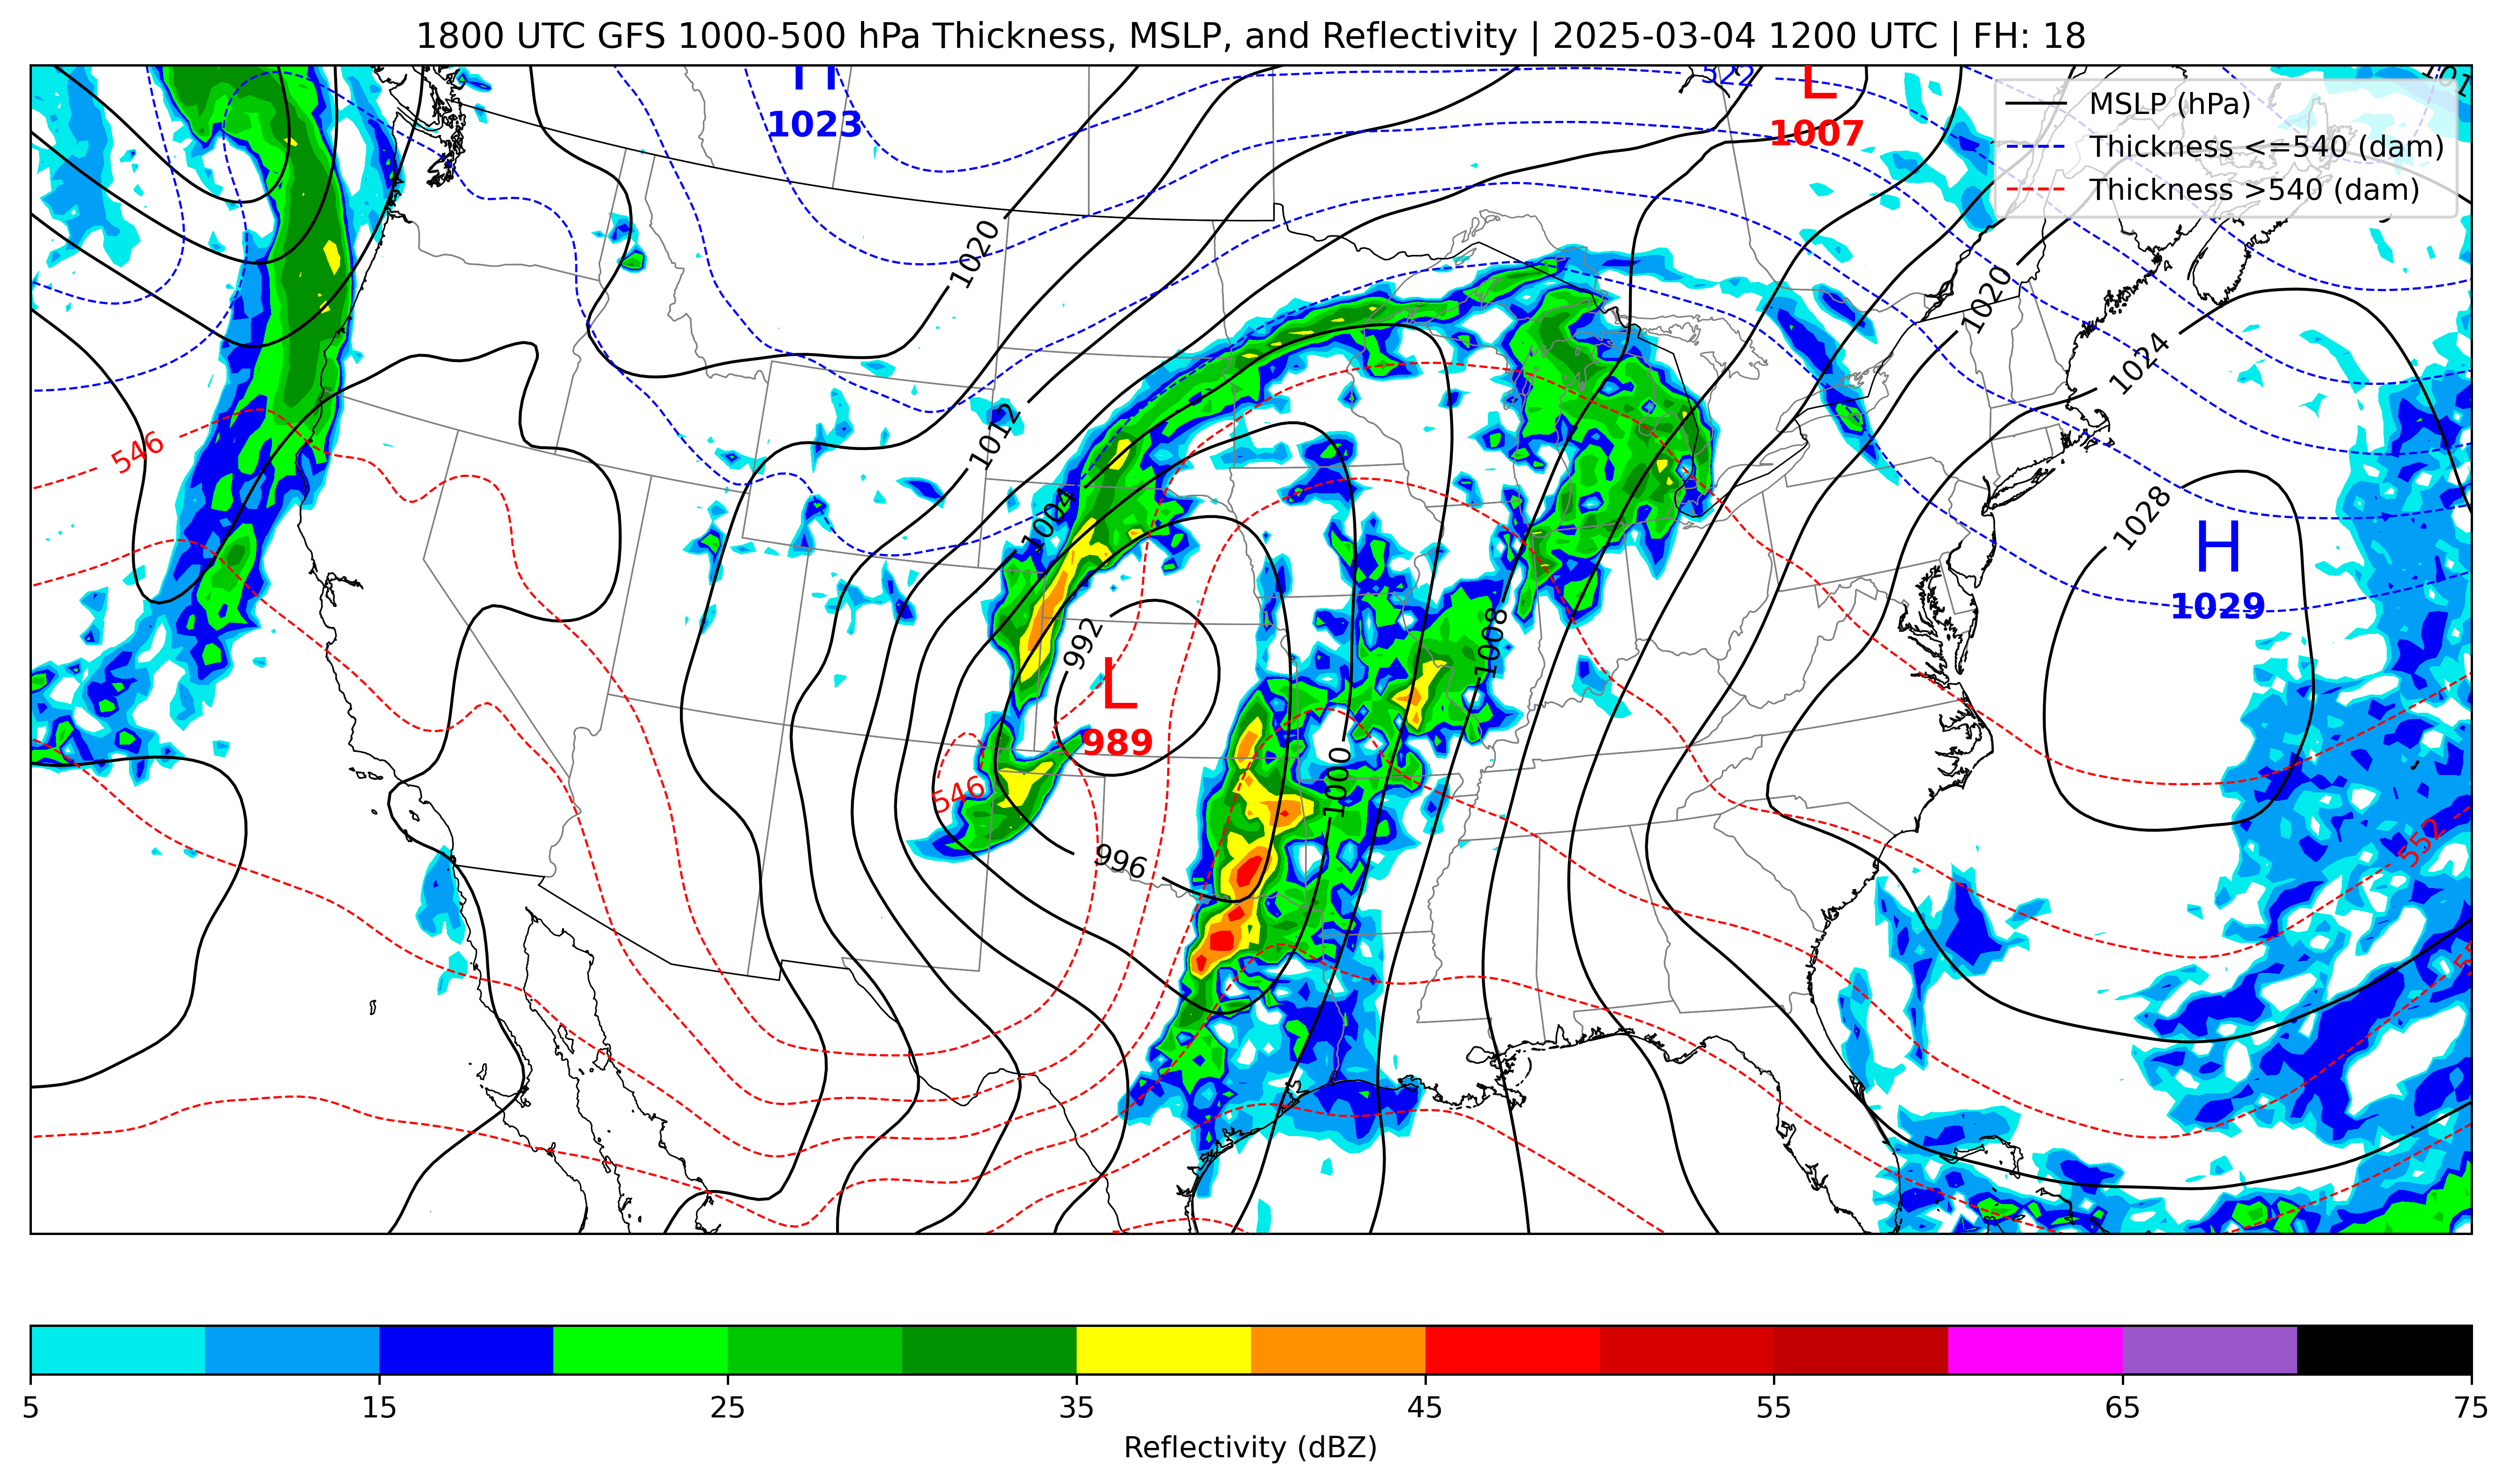 1800 UTC GFS 1000-500 hPa Thickness, MSLP, and Reflectivity | 2025-03-04 1200 UTC | FH: 18
H
1023
522
L
1007
MSLP (hPa)
Thickness <=540 (dam)
Thickness >540 (dam)
1020
1020
1024
546
1012
1028
1004
H
1029
992
1008
L
989
546
1000
996
552
5
15
25
35
45
55
65
75
Reflectivity (dBZ)